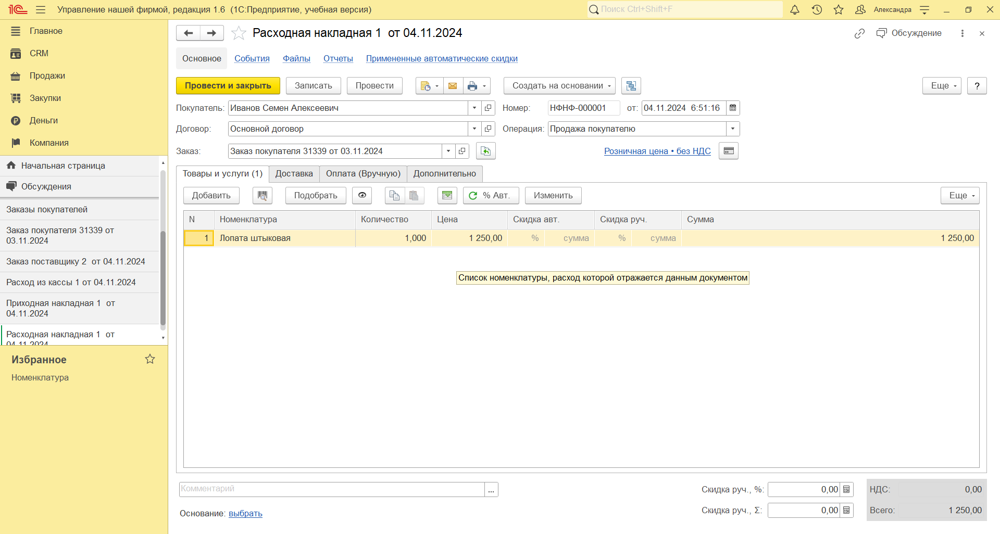 1С Управление нашей фирмой, редакция 1.6 (1С:Предприятие, учебная версия)
Поиск Ctrl+Shift+F
Александра
Главное
CRM
Продажи
Закупки
Деньги
Компания
Начальная страница
Обсуждения
Заказы покупателей
Заказ покупателя 31339 от
03.11.2024
Заказ поставщику 2 от 04.11.2024
Расход из кассы 1 от 04.11.2024
Приходная накладная 1 от
04.11.2024
Расходная накладная 1 от
04.11.2024
Избранное
Номенклатура
Расходная накладная 1 от 04.11.2024
Обсуждение
Основное События Файлы Отчеты Примененные автоматические скидки
Провести и закрыть Записать Провести Создать на основании Еще ?
Покупатель: Иванов Семен Алексеевич Номер: НФНФ-000001 от: 04.11.2024 6:51:16
Договор: Основной договор Операция: Продажа покупателю
Заказ: Заказ покупателя 31339 от 03.11.2024 Розничная цена • без НДС
Товары и услуги (1) Доставка Оплата (Вручную) Дополнительно
Добавить Подобрать % Авт. Изменить Еще
N Номенклатура Количество Цена Скидка авт. Скидка руч. Сумма
1 Лопата штыковая 1,000 1 250,00 % сумма % сумма 1 250,00
Список номенклатуры, расход которой отражается данным документом
Комментарий ...
Скидка руч., %: 0,00 НДС: 0,00
Скидка руч., Σ: 0,00 Всего: 1 250,00
Основание: выбрать